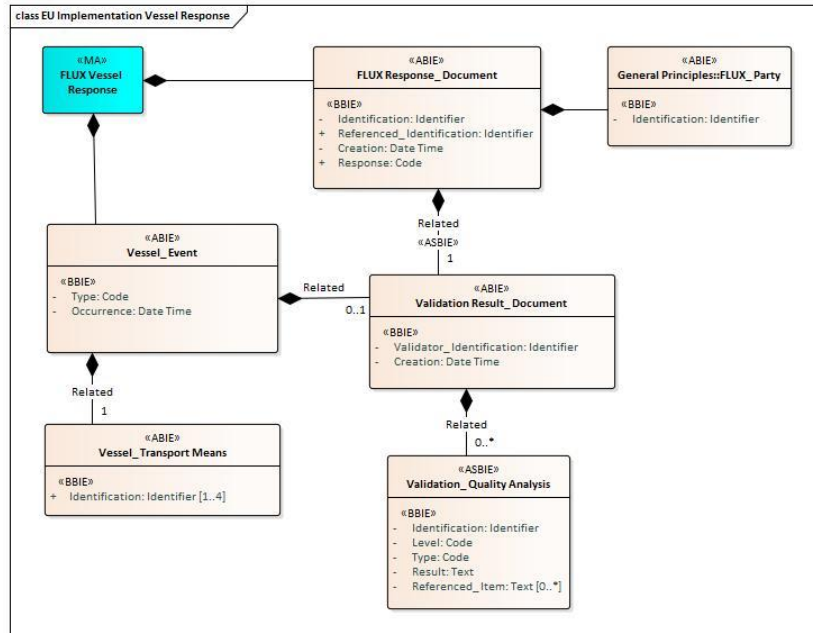 class EU Implementation Vessel Response
«MA»
FLUX Vessel
Response
«ABIE»
FLUX Response_Document
«BBIE»
- Identification: Identifier
+ Referenced_Identification: Identifier
- Creation: Date Time
+ Response: Code
«ABIE»
General Principles::FLUX_Party
«BBIE»
- Identification: Identifier
Related
«ASBIE»
1
«ABIE»
Vessel_Event
«BBIE»
- Type: Code
- Occurrence: Date Time
Related
0..1
«ABIE»
Validation Result_Document
«BBIE»
- Validator_Identification: Identifier
- Creation: Date Time
Related
1
Related
0..*
«ABIE»
Vessel_Transport Means
«BBIE»
+ Identification: Identifier [1..4]
«ASBIE»
Validation_Quality Analysis
«BBIE»
- Identification: Identifier
- Level: Code
- Type: Code
- Result: Text
- Referenced_Item: Text [0..*]